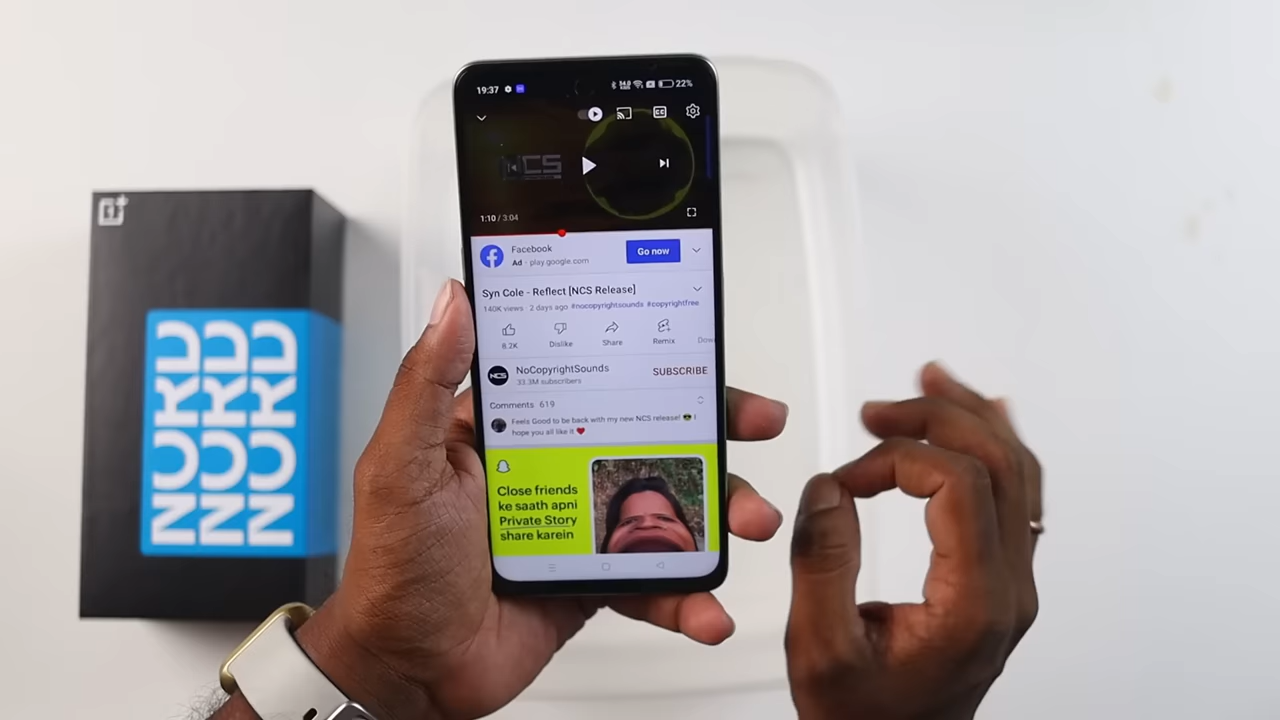 NORD
NORD
NORD
19:37
22%
NCS
1:10 / 3:04
Facebook
Ad · play.google.com
Go now
Syn Cole - Reflect [NCS Release]
140K views · 2 days ago #nocopyrightsounds #copyrightfree
8.2K
Dislike
Share
Remix
Dow
NCS
NoCopyrightSounds
33.3M subscribers
SUBSCRIBE
Comments 619
Feels Good to be back with my new NCS release! 😎 I
hope you all like it ❤️
Close friends
ke saath apni
Private Story
share karein